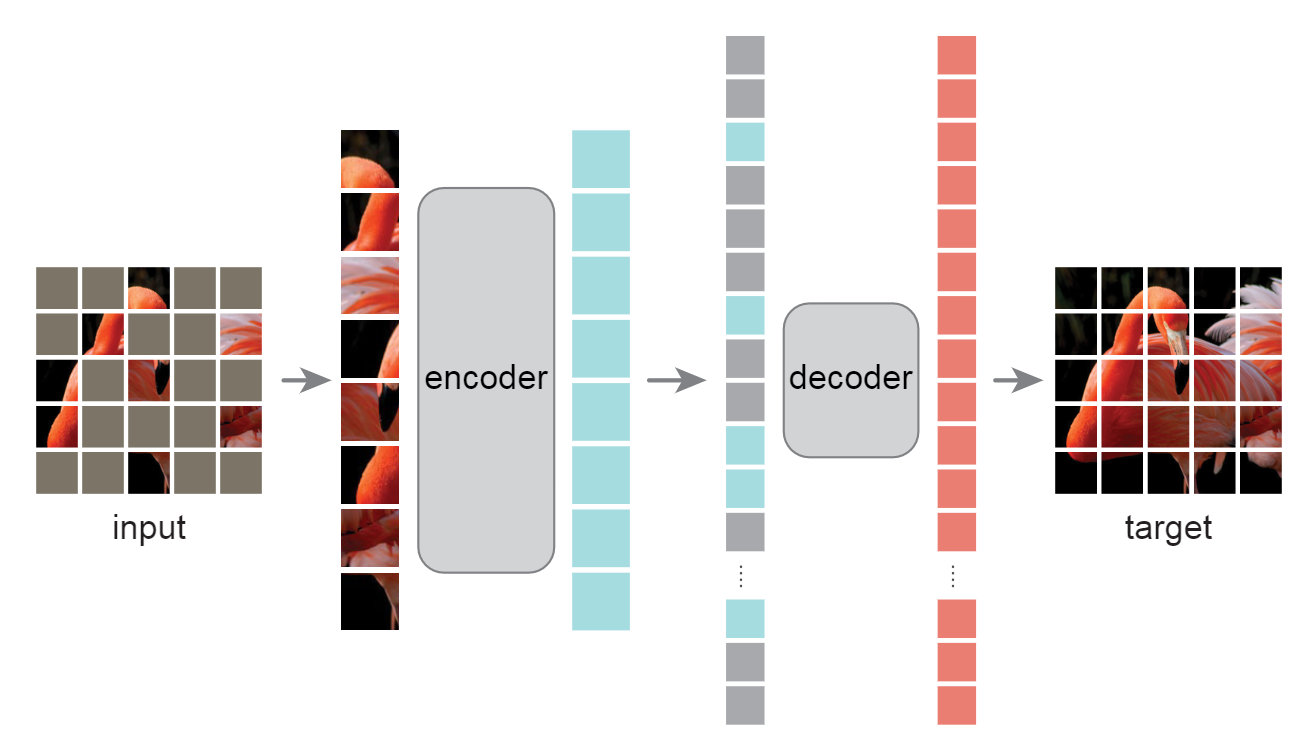 input
encoder
decoder
target